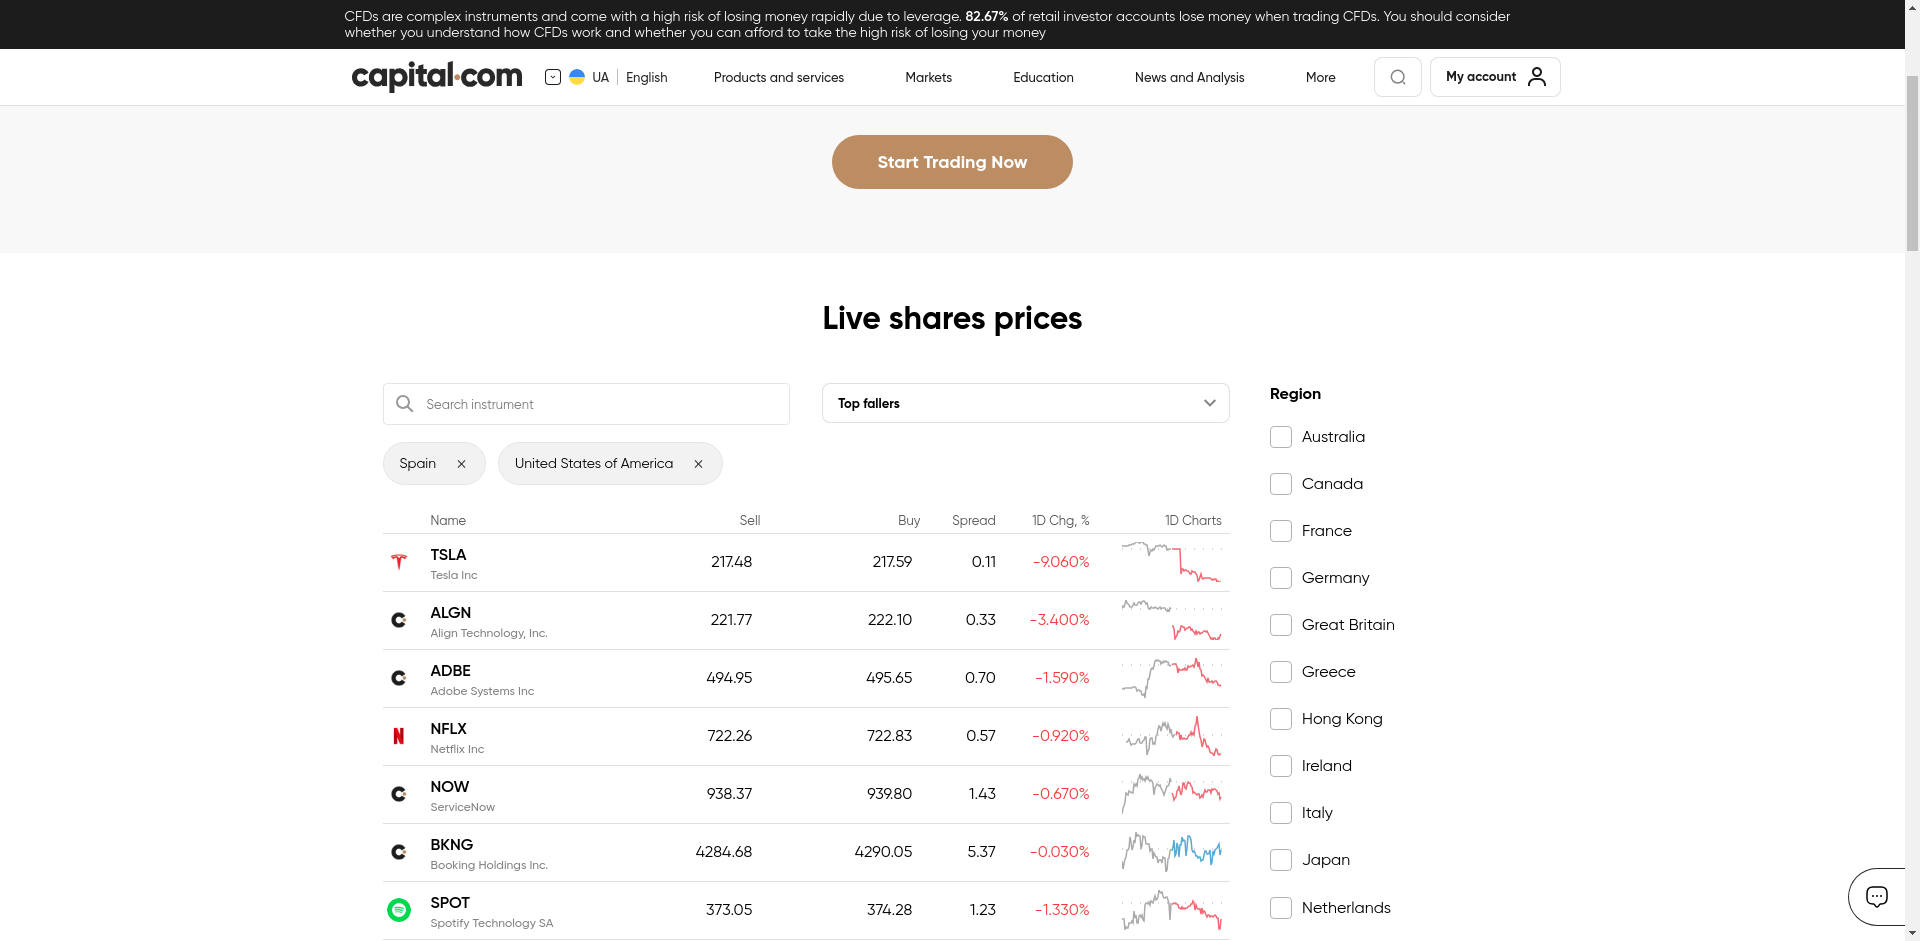 CFDs are complex instruments and come with a high risk of losing money rapidly due to leverage. 82.67% of retail investor accounts lose money when trading CFDs. You should consider
whether you understand how CFDs work and whether you can afford to take the high risk of losing your money
capital.com UA English Products and services Markets Education News and Analysis More My account
Start Trading Now
Live shares prices
Search instrument
Top fallers
Spain United States of America
Name Sell Buy Spread 1D Chg, % 1D Charts
TSLA 217.48 217.59 0.11 -9.060%
Tesla Inc
ALGN 221.77 222.10 0.33 -3.400%
Align Technology, Inc.
ADBE 494.95 495.65 0.70 -1.590%
Adobe Systems Inc
NFLX 722.26 722.83 0.57 -0.920%
Netflix Inc
NOW 938.37 939.80 1.43 -0.670%
ServiceNow
BKNG 4284.68 4290.05 5.37 -0.030%
Booking Holdings Inc.
SPOT 373.05 374.28 1.23 -1.330%
Spotify Technology SA
Region
Australia
Canada
France
Germany
Great Britain
Greece
Hong Kong
Ireland
Italy
Japan
Netherlands